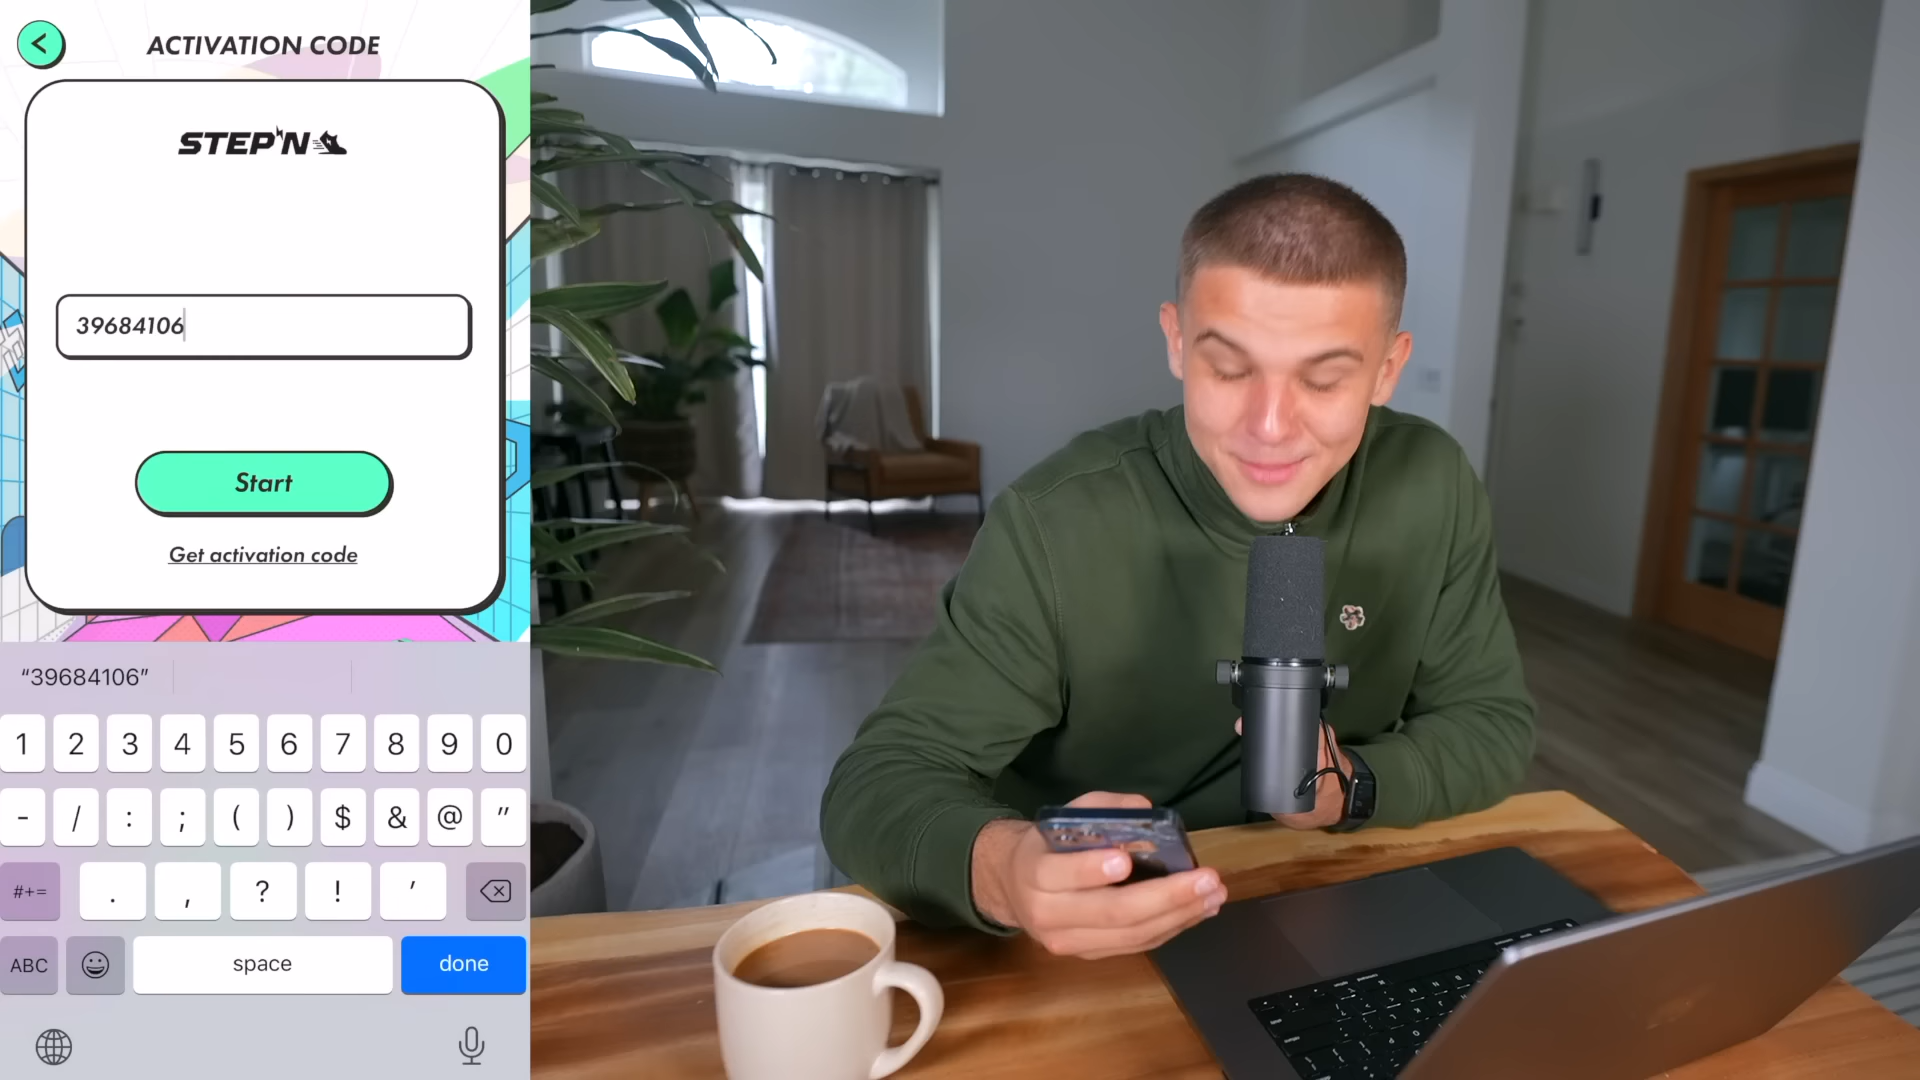 ACTIVATION CODE
STEP'N
39684106
Start
Get activation code
“39684106”
1 2 3 4 5 6 7 8 9 0
- / : ; ( ) $ & @ "
#+= . , ? ! '
ABC space done